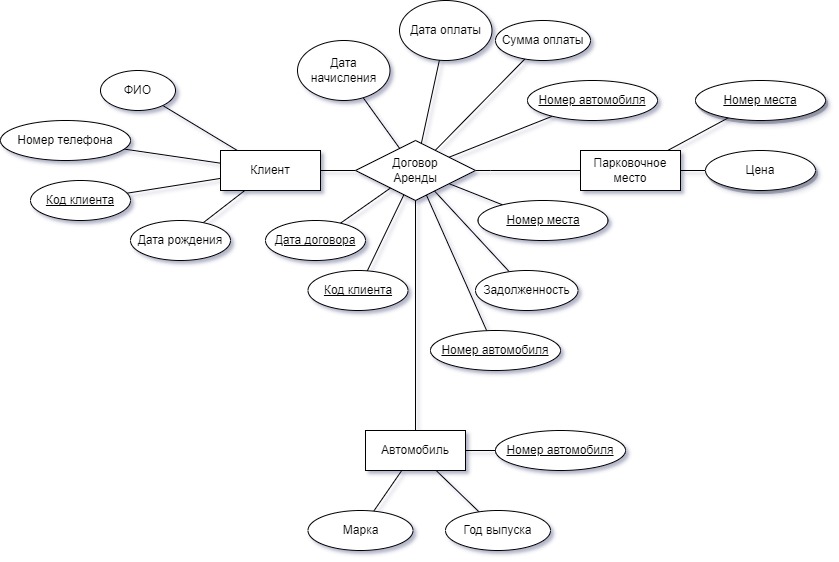 Дата оплаты
Сумма оплаты
Дата
начисления
ФИО
Номер автомобиля
Номер места
Номер телефона
Клиент
Договор
Аренды
Парковочное
место
Цена
Код клиента
Номер места
Дата рождения
Дата договора
Код клиента
Задолженность
Номер автомобиля
Автомобиль
Номер автомобиля
Марка
Год выпуска